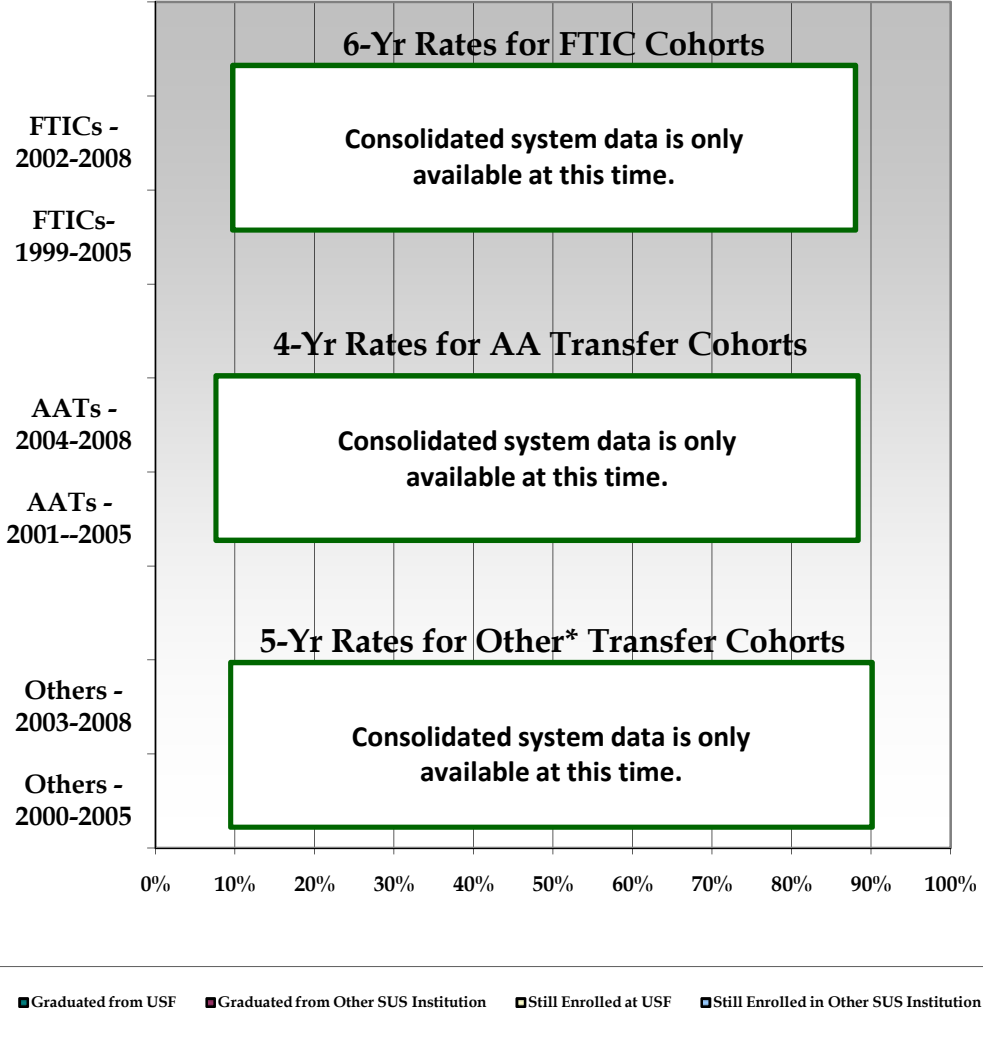 6-Yr Rates for FTIC Cohorts
Consolidated system data is only
available at this time.
FTICs -
2002-2008
FTICs-
1999-2005
4-Yr Rates for AA Transfer Cohorts
Consolidated system data is only
available at this time.
AATs -
2004-2008
AATs -
2001--2005
5-Yr Rates for Other* Transfer Cohorts
Consolidated system data is only
available at this time.
Others -
2003-2008
Others -
2000-2005
0% 10% 20% 30% 40% 50% 60% 70% 80% 90% 100%
Graduated from USF Graduated from Other SUS Institution Still Enrolled at USF Still Enrolled in Other SUS Institution